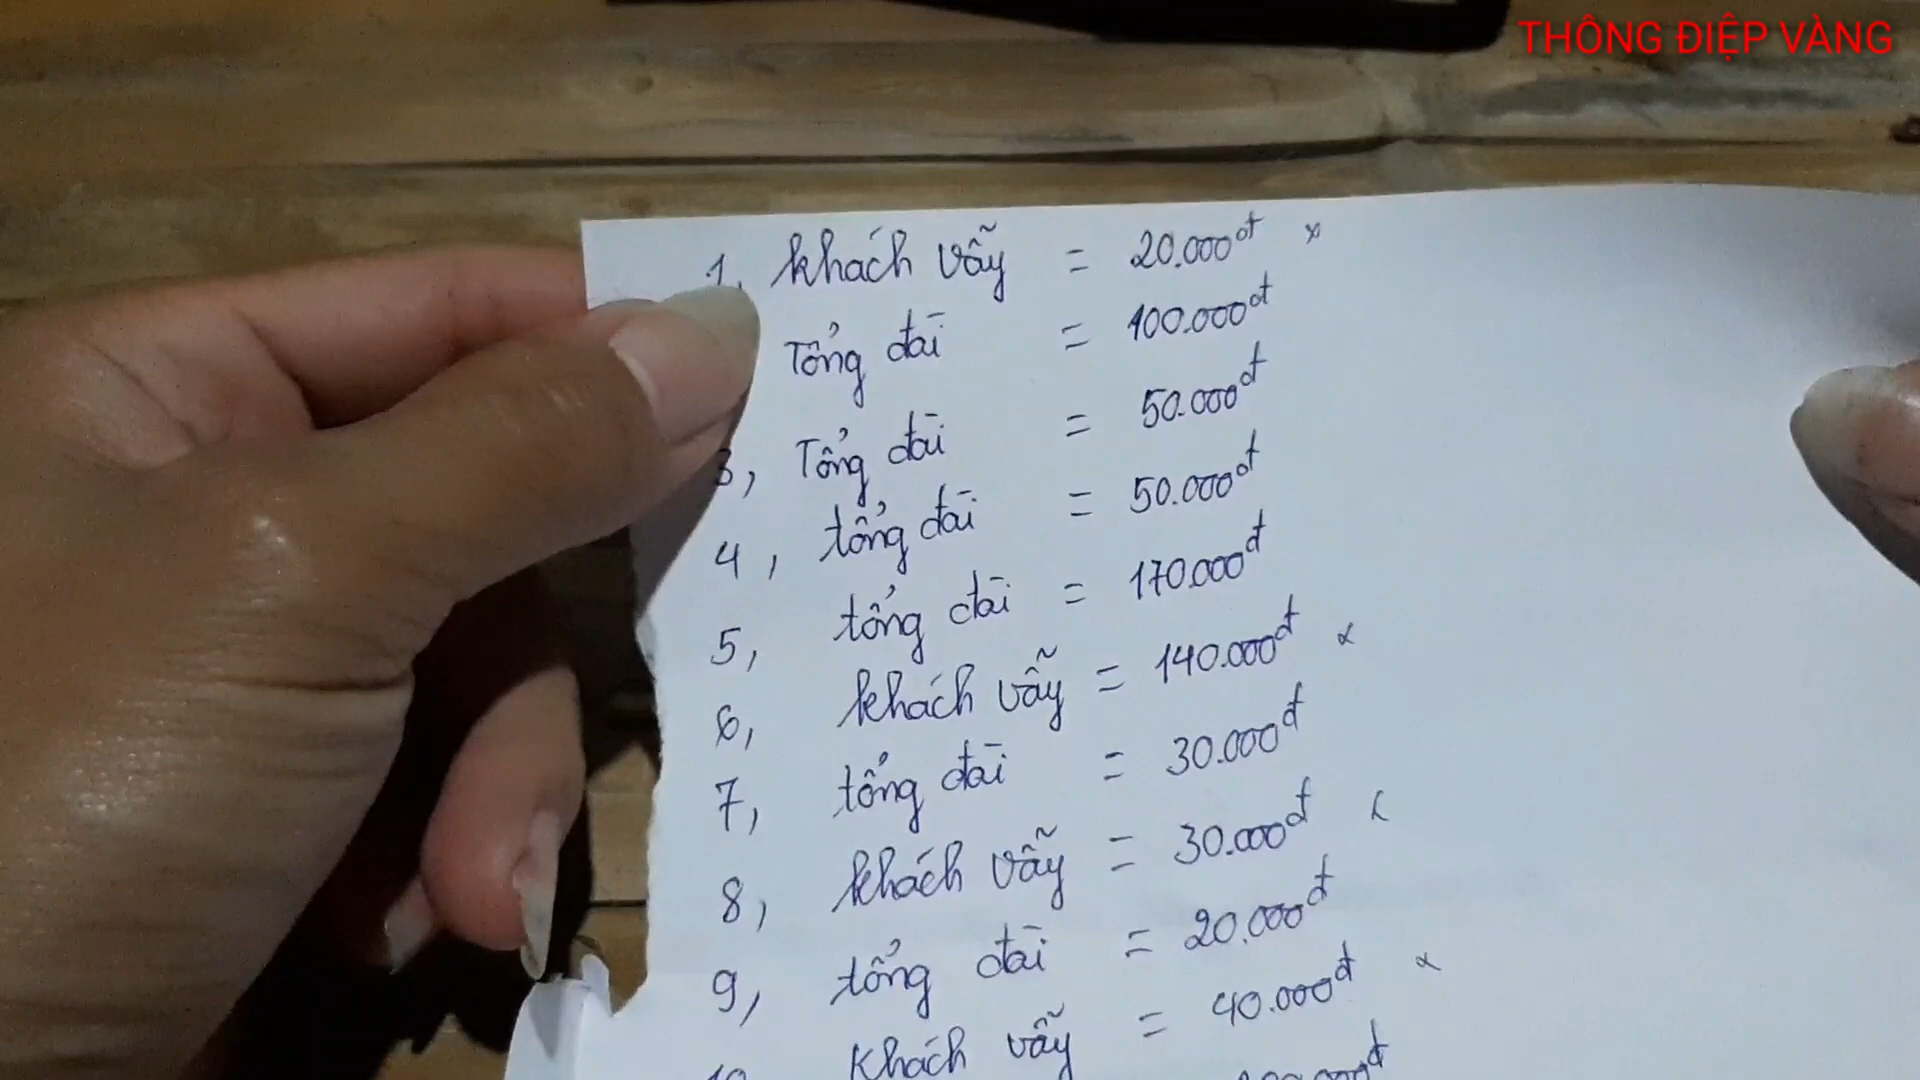 THÔNG ĐIỆP VÀNG
1, Khách vẫy = 20.000đ x
Tổng đài = 100.000đ
3, Tổng đài = 50.000đ
4, tổng đài = 50.000đ
5, tổng đài = 170.000đ
6, khách vẫy = 140.000đ x
7, tổng đài = 30.000đ
8, khách vẫy = 30.000đ x
9, tổng đài = 20.000đ
10 Khách vẫy = 40.000đ x